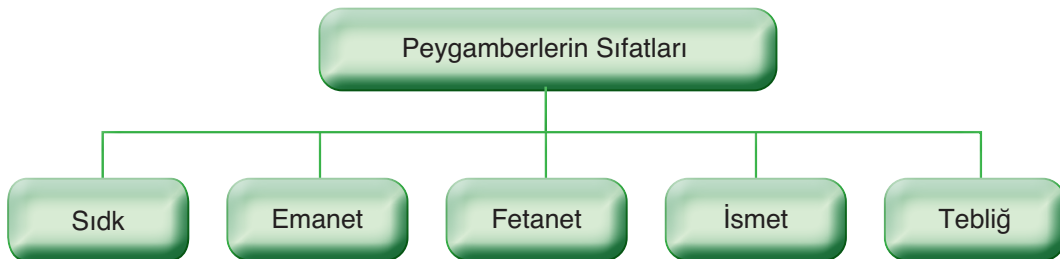 Peygamberlerin Sıfatları
Sıdk
Emanet
Fetanet
İsmet
Tebliğ